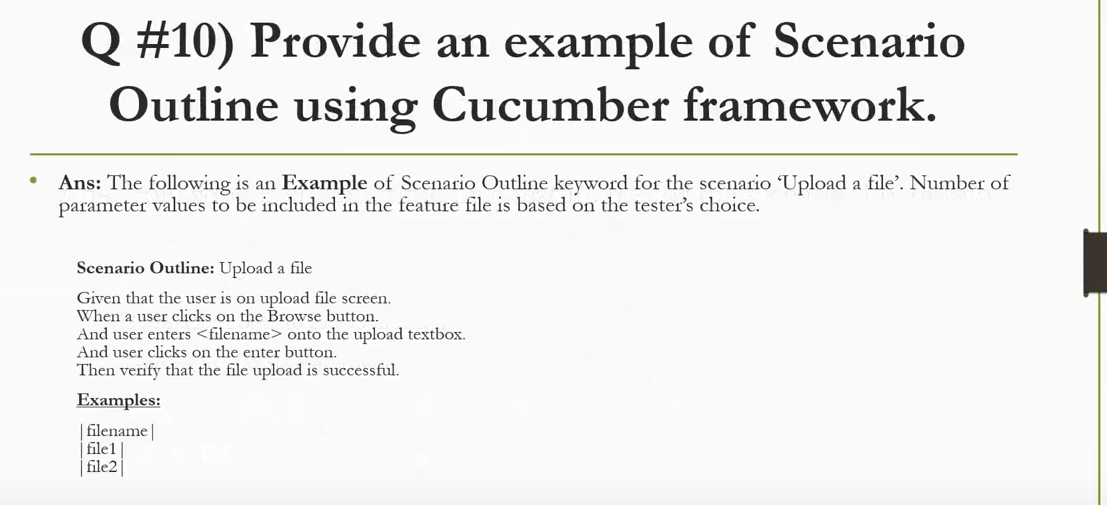 Q #10) Provide an example of Scenario
Outline using Cucumber framework.
• Ans: The following is an Example of Scenario Outline keyword for the scenario ‘Upload a file’. Number of
parameter values to be included in the feature file is based on the tester’s choice.
Scenario Outline: Upload a file
Given that the user is on upload file screen.
When a user clicks on the Browse button.
And user enters <filename> onto the upload textbox.
And user clicks on the enter button.
Then verify that the file upload is successful.
Examples:
|filename|
|file1|
|file2|